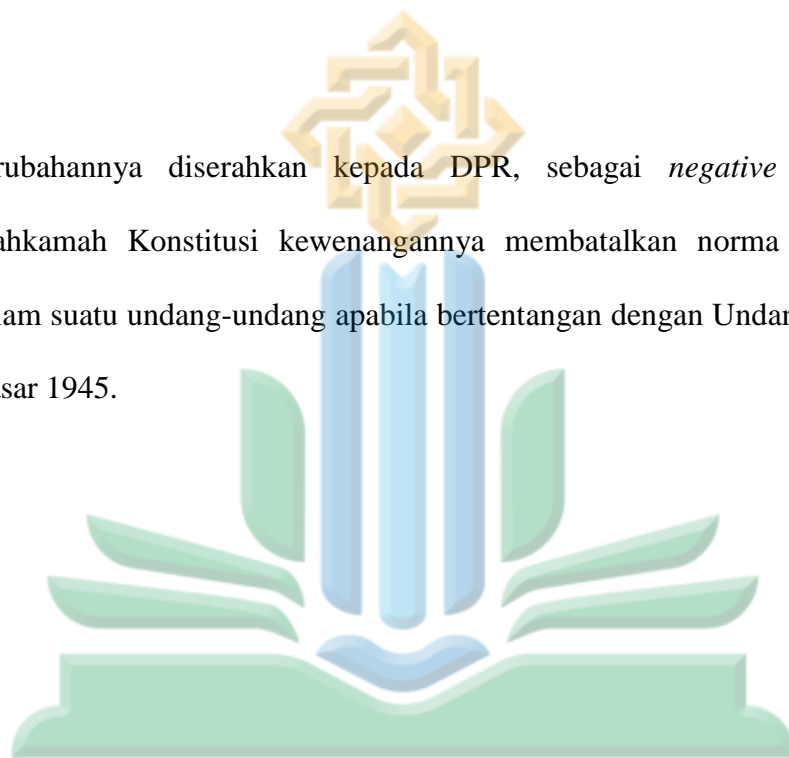 rubahannya diserahkan kepada DPR, sebagai negative
ahkamah Konstitusi kewenangannya membatalkan norma
lam suatu undang-undang apabila bertentangan dengan Undan
asar 1945.